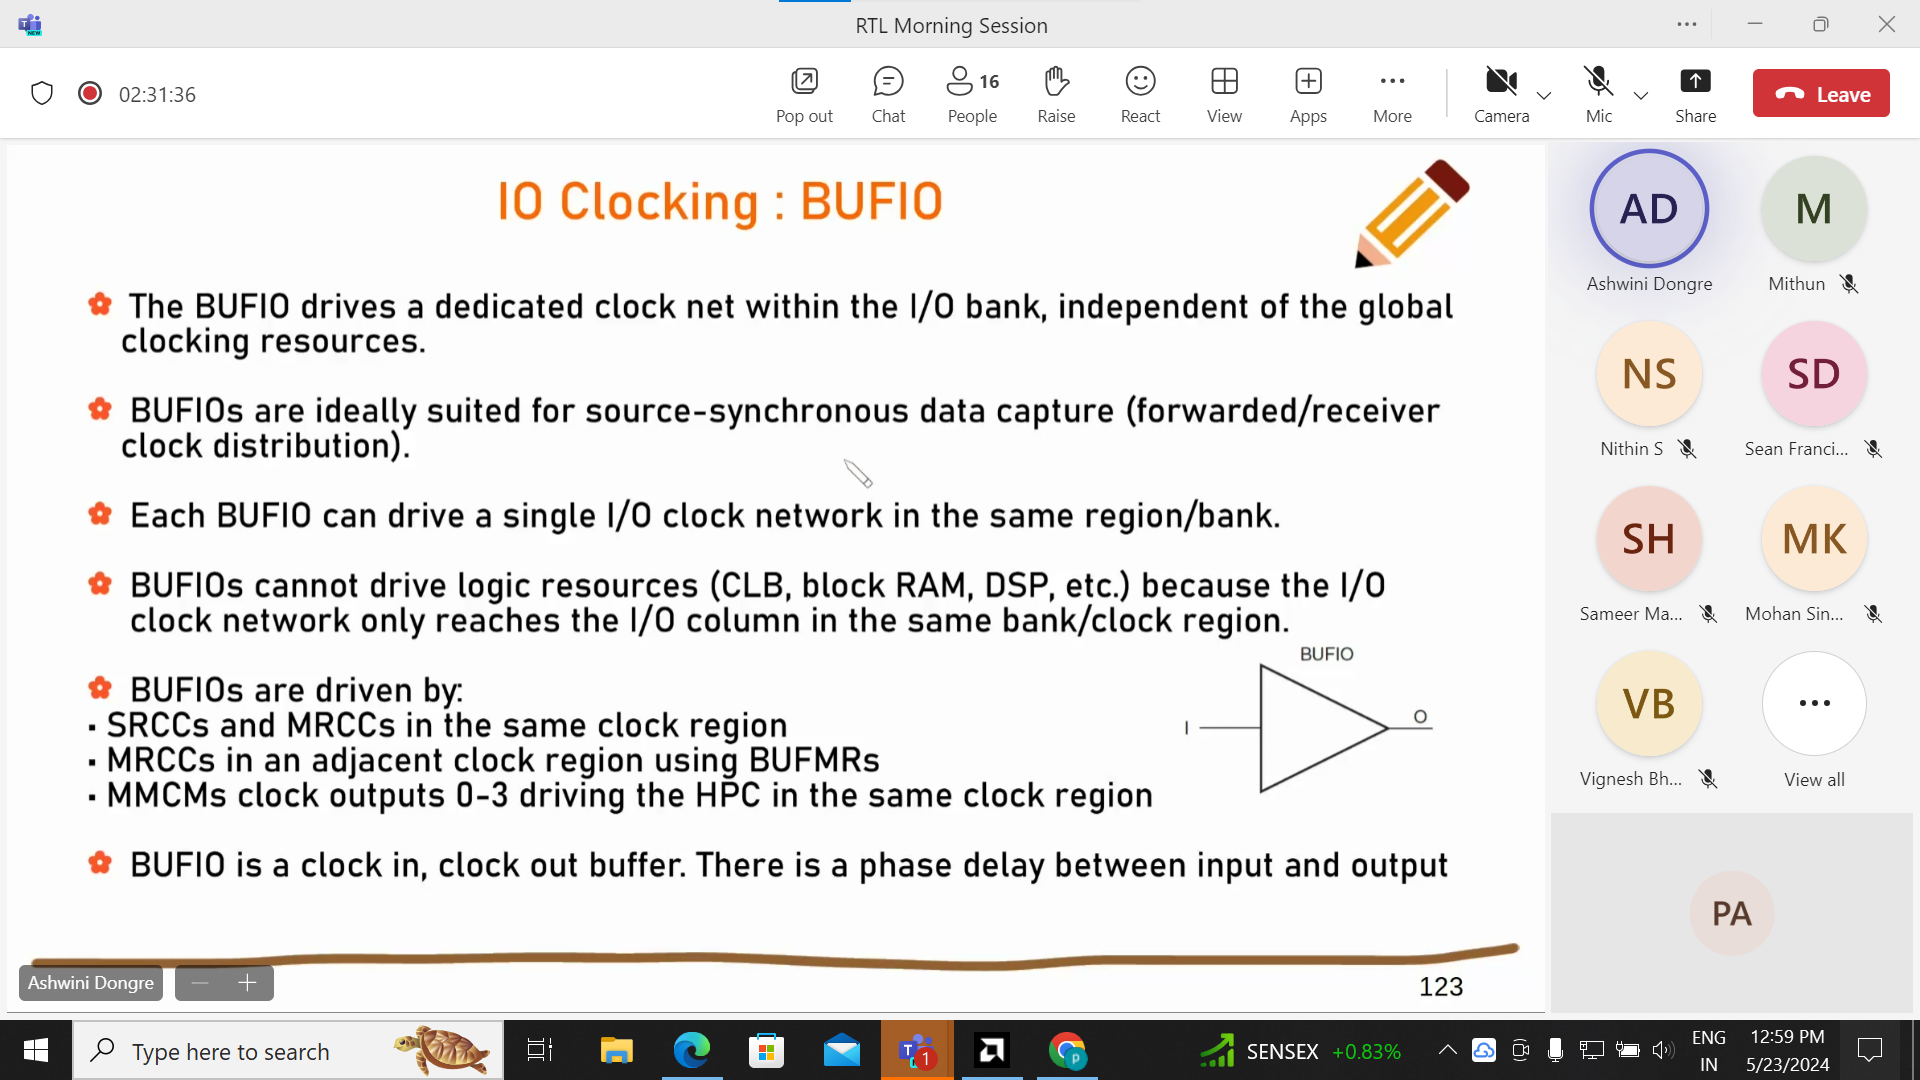 RTL Morning Session
02:31:36
Pop out
Chat
16
People
Raise
React
View
Apps
More
Camera
Mic
Share
Leave
IO Clocking : BUFIO
The BUFIO drives a dedicated clock net within the I/O bank, independent of the global
clocking resources.
BUFIOs are ideally suited for source-synchronous data capture (forwarded/receiver
clock distribution).
Each BUFIO can drive a single I/O clock network in the same region/bank.
BUFIOs cannot drive logic resources (CLB, block RAM, DSP, etc.) because the I/O
clock network only reaches the I/O column in the same bank/clock region.
BUFIOs are driven by:
▪ SRCCs and MRCCs in the same clock region
▪ MRCCs in an adjacent clock region using BUFMRs
▪ MMCMs clock outputs 0-3 driving the HPC in the same clock region
BUFIO is a clock in, clock out buffer. There is a phase delay between input and output
BUFIO
I
O
123
Ashwini Dongre
AD
Ashwini Dongre
M
Mithun
NS
Nithin S
SD
Sean Franci...
SH
Sameer Ma...
MK
Mohan Sin...
VB
Vignesh Bh...
View all
PA
Type here to search
NEW
1
p
SENSEX +0.83%
ENG
IN
12:59 PM
5/23/2024